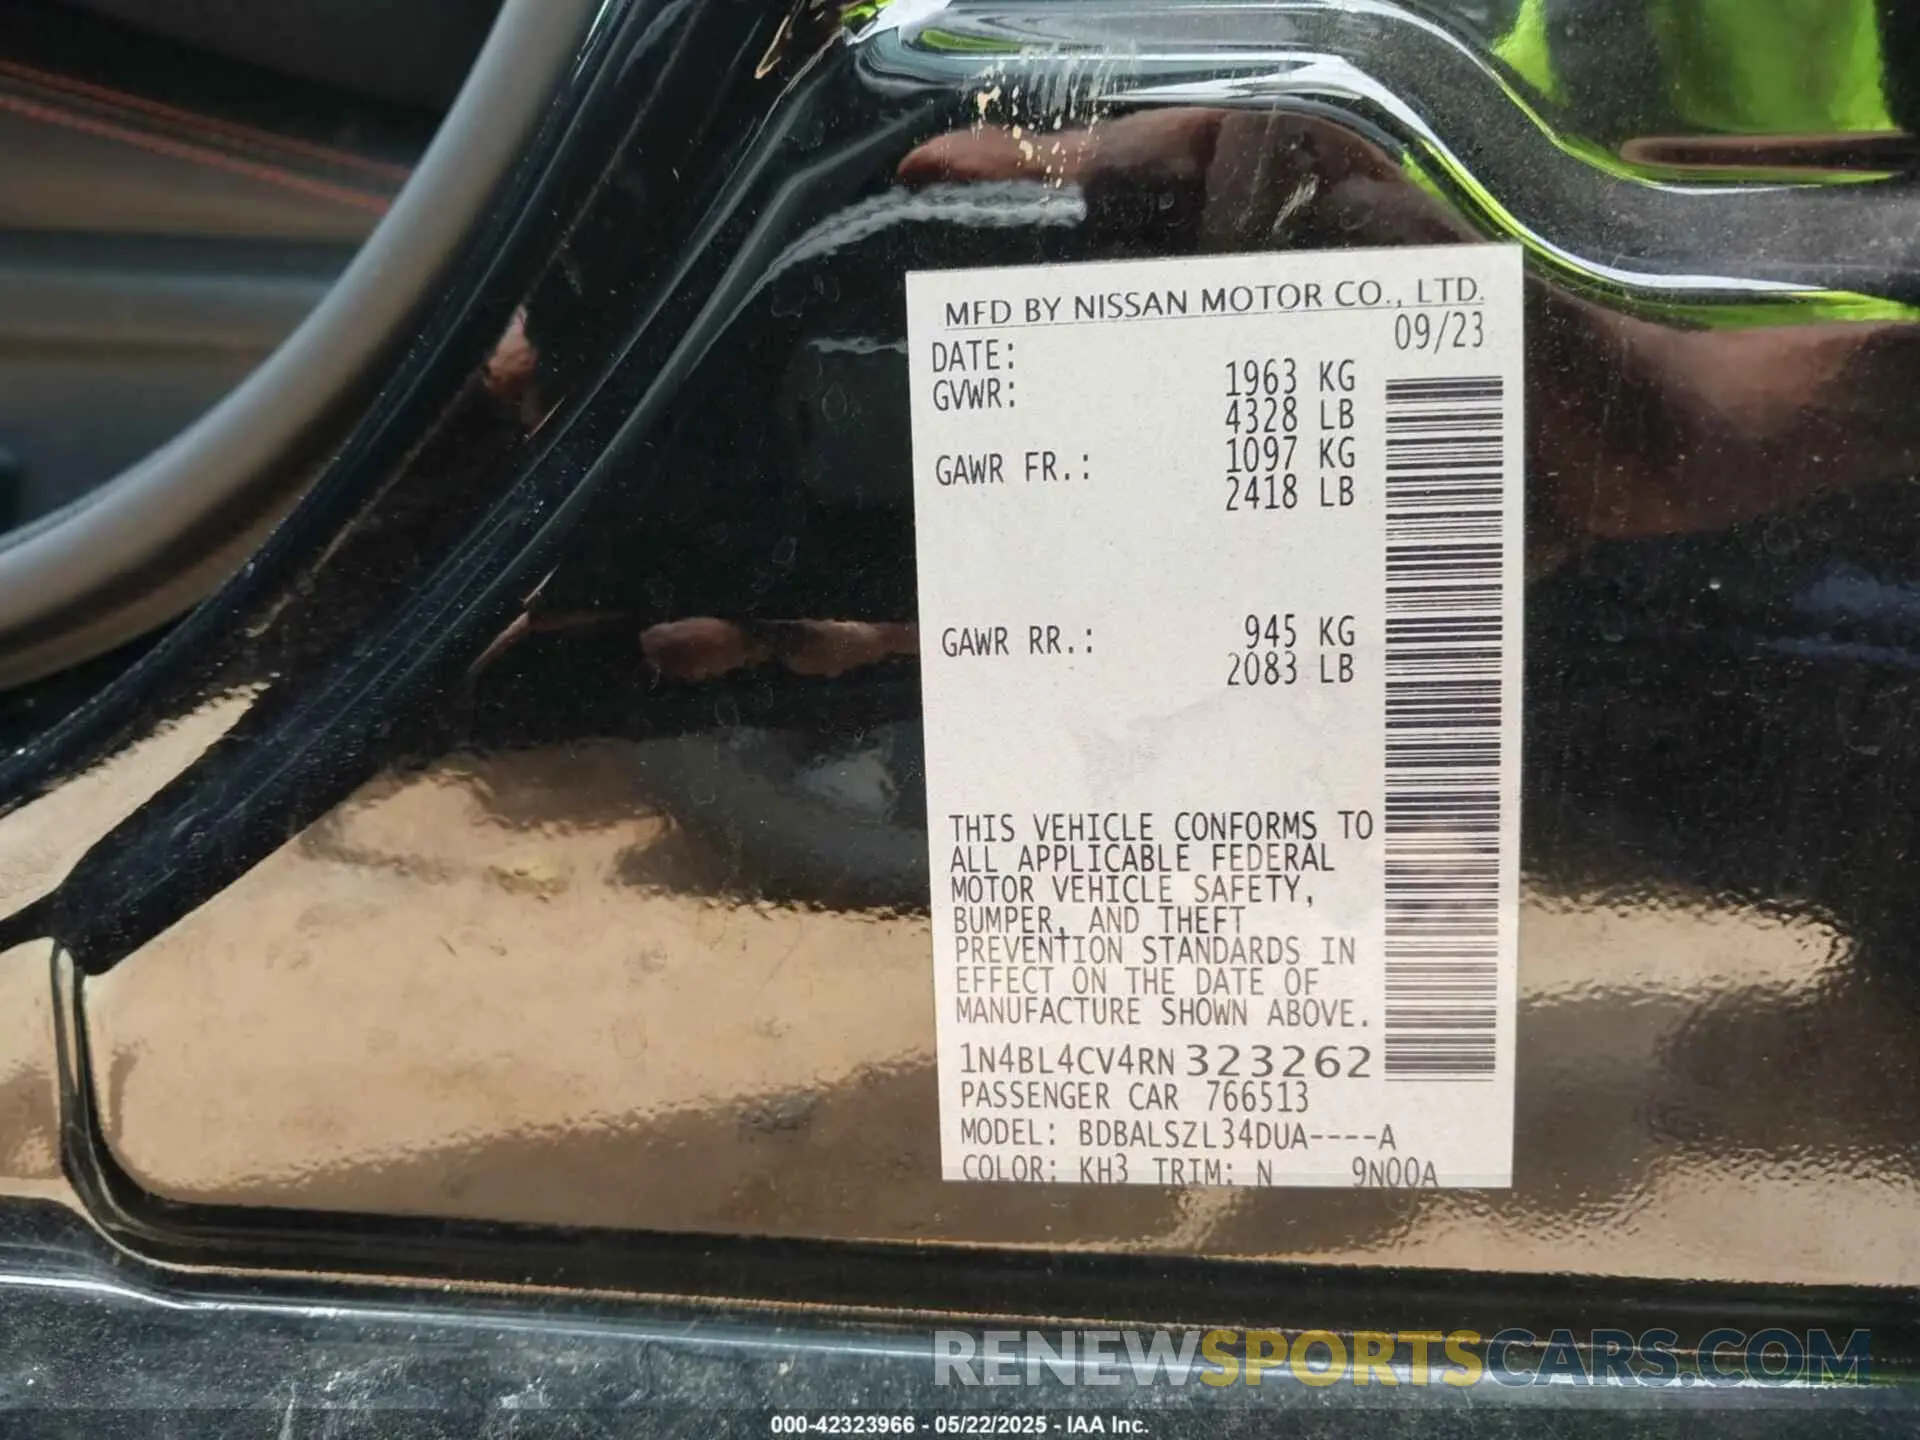 MFD BY NISSAN MOTOR CO., LTD.
DATE: 09/23
GVWR: 1963 KG
4328 LB
GAWR FR.: 1097 KG
2418 LB
GAWR RR.: 945 KG
2083 LB
THIS VEHICLE CONFORMS TO
ALL APPLICABLE FEDERAL
MOTOR VEHICLE SAFETY,
BUMPER, AND THEFT
PREVENTION STANDARDS IN
EFFECT ON THE DATE OF
MANUFACTURE SHOWN ABOVE.
1N4BL4CV4RN323262
PASSENGER CAR 766513
MODEL: BDBALSZL34DUA----A
COLOR: KH3 TRIM: N 9N00A
RENEWSPORTSCARS.COM
000-42323966 - 05/22/2025 - IAA Inc.